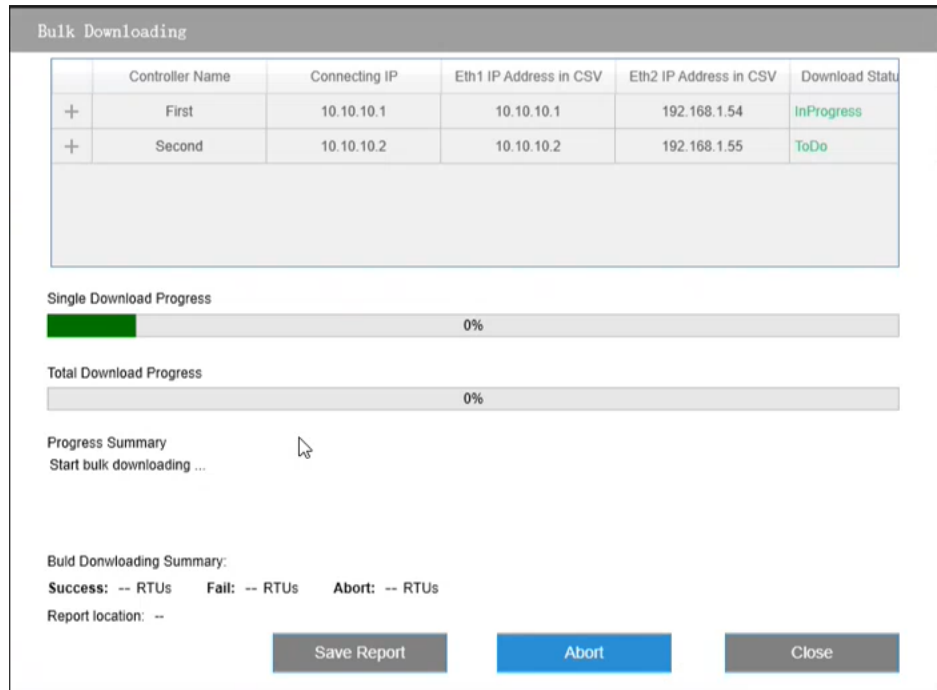 Bulk Downloading
Controller Name Connecting IP Eth1 IP Address in CSV Eth2 IP Address in CSV Download Statu
+ First 10.10.10.1 10.10.10.1 192.168.1.54 InProgress
+ Second 10.10.10.2 10.10.10.2 192.168.1.55 ToDo
Single Download Progress
0%
Total Download Progress
0%
Progress Summary
Start bulk downloading ...
Buld Donwloading Summary:
Success: -- RTUs Fail: -- RTUs Abort: -- RTUs
Report location: --
Save Report Abort Close